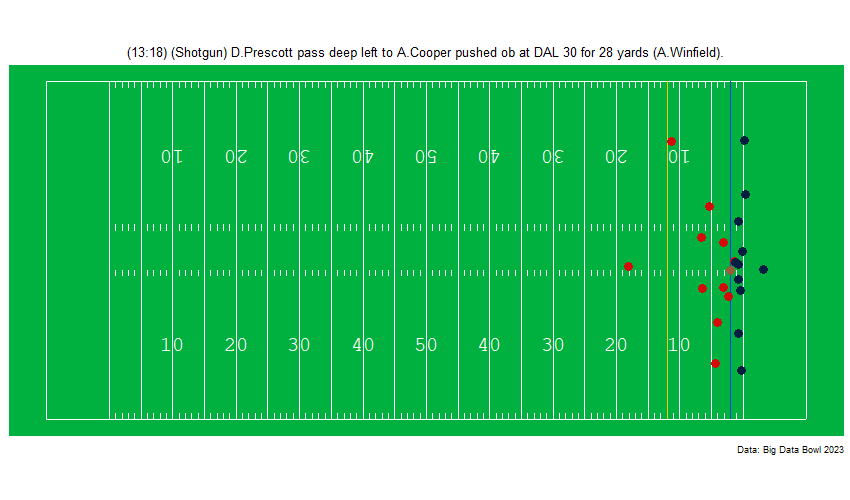 (13:18) (Shotgun) D.Prescott pass deep left to A.Cooper pushed ob at DAL 30 for 28 yards (A.Winfield).
10 20 30 40 50 40 30 20 10
10 20 30 40 50 40 30 20 10
Data: Big Data Bowl 2023